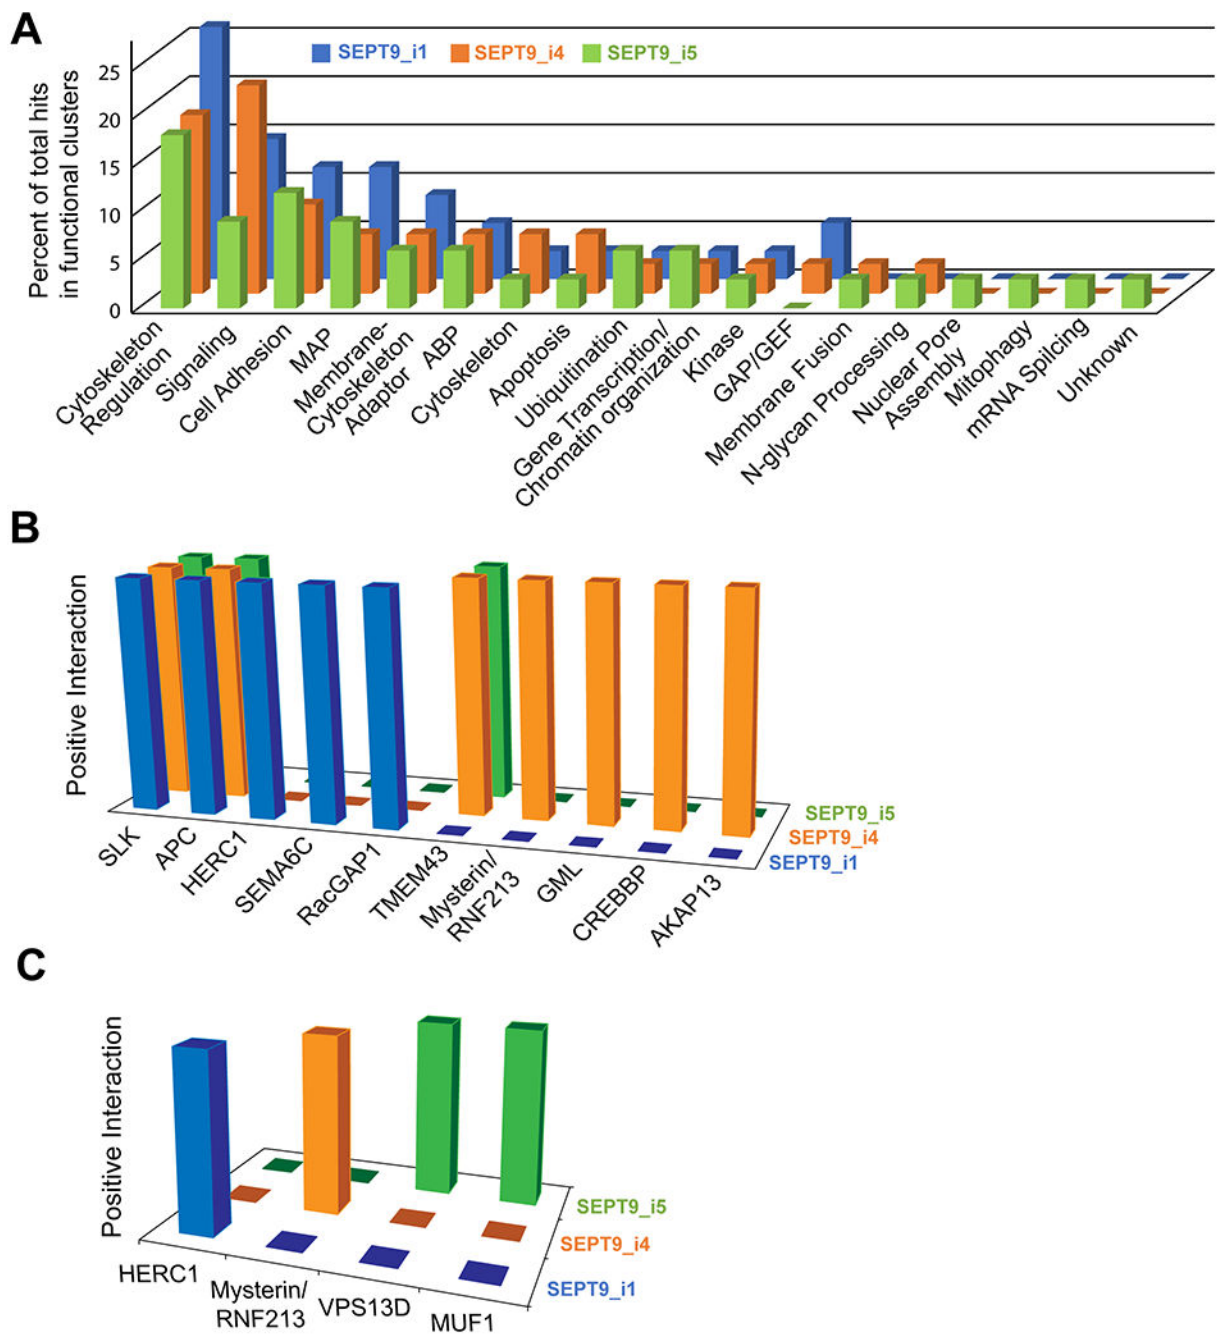 A
SEPT9_i1 SEPT9_i4 SEPT9_i5
Percent of total hits
in functional clusters
25
20
15
10
5
0
Cytoskeleton
Regulation
Signaling
Cell Adhesion
MAP
Membrane-
Cytoskeleton
Adaptor
ABP
Cytoskeleton
Apoptosis
Ubiquitination
Gene Transcription/
Chromatin organization
Kinase
GAP/GEF
Membrane Fusion
N-glycan Processing
Nuclear Pore
Assembly
Mitophagy
mRNA Spilcing
Unknown
B
Positive Interaction
SLK
APC
HERC1
SEMA6C
RacGAP1
TMEM43
Mysterin/
RNF213
GML
CREBBP
AKAP13
SEPT9_i5
SEPT9_i4
SEPT9_i1
C
Positive Interaction
HERC1
Mysterin/
RNF213
VPS13D
MUF1
SEPT9_i5
SEPT9_i4
SEPT9_i1